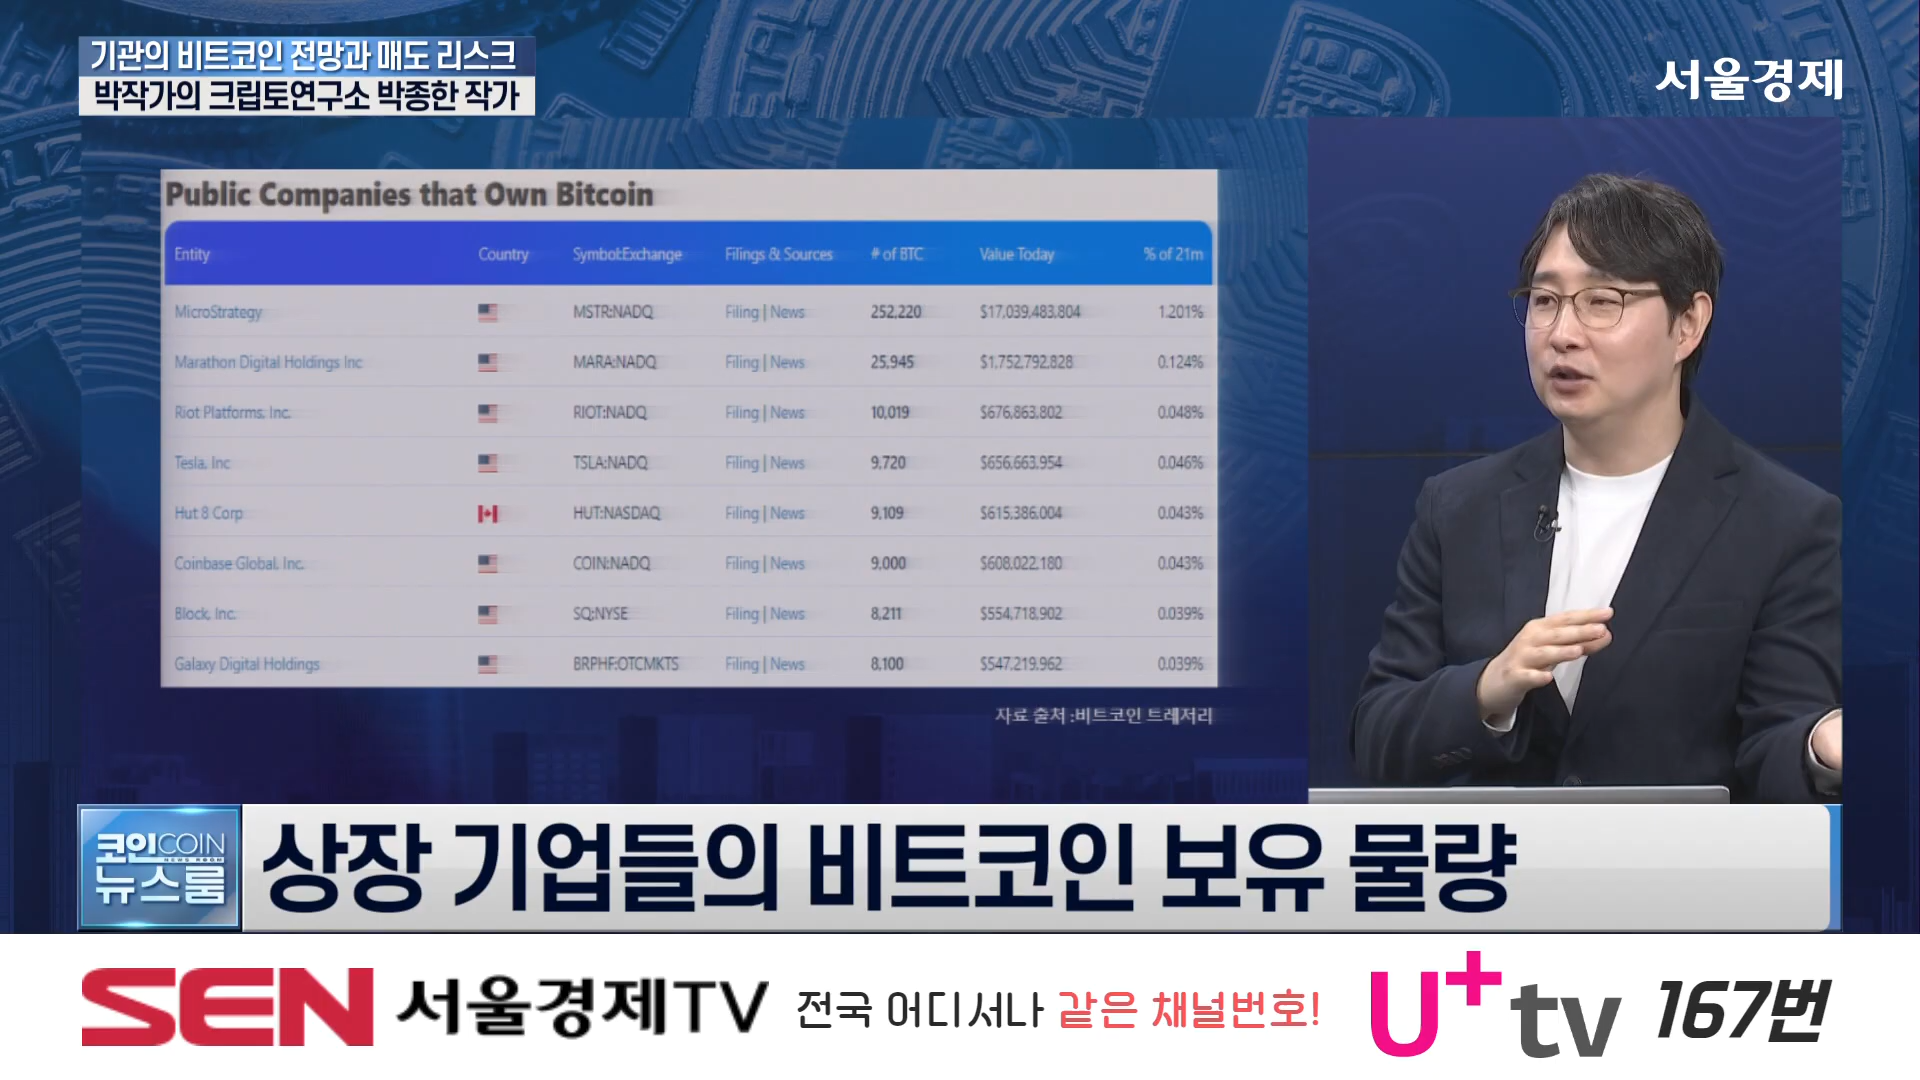 기관의 비트코인 전망과 매도 리스크
박작가의 크립토연구소 박종한 작가
서울경제
Public Companies that Own Bitcoin
Entity Country Symbol:Exchange Filings & Sources # of BTC Value Today % of 21m
MicroStrategy MSTR:NADQ Filing | News 252,220 $17,039,483,804 1.201%
Marathon Digital Holdings Inc MARA:NADQ Filing | News 25,945 $1,752,792,828 0.124%
Riot Platforms, Inc. RIOT:NADQ Filing | News 10,019 $676,863,802 0.048%
Tesla, Inc TSLA:NADQ Filing | News 9,720 $656,663,954 0.046%
Hut 8 Corp HUT:NASDAQ Filing | News 9,109 $615,386,004 0.043%
Coinbase Global, Inc. COIN:NADQ Filing | News 9,000 $608,022,180 0.043%
Block, Inc. SQ:NYSE Filing | News 8,211 $554,718,902 0.039%
Galaxy Digital Holdings BRPHF:OTCMKTS Filing | News 8,100 $547,219,962 0.039%
자료 출처 :비트코인 트레저리
코인COIN
NEWS ROOM
뉴스룸
상장 기업들의 비트코인 보유 물량
SEN 서울경제TV 전국 어디서나 같은 채널번호! U+tv 167번